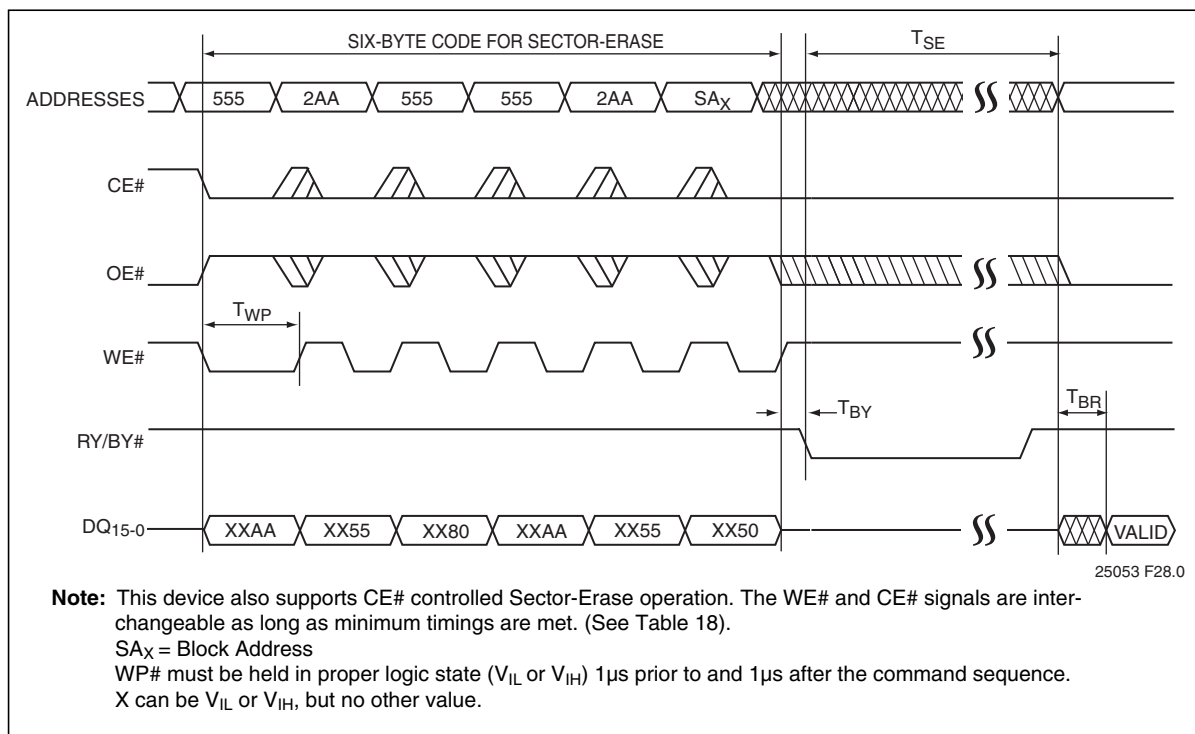 SIX-BYTE CODE FOR SECTOR-ERASE
TSE
ADDRESSES 555 2AA 555 555 2AA SAX
CE#
OE#
TWP
WE#
TBY
TBR
RY/BY#
DQ15-0 XXAA XX55 XX80 XXAA XX55 XX50 VALID
25053 F28.0
Note: This device also supports CE# controlled Sector-Erase operation. The WE# and CE# signals are inter-
changeable as long as minimum timings are met. (See Table 18).
SAX = Block Address
WP# must be held in proper logic state (VIL or VIH) 1µs prior to and 1µs after the command sequence.
X can be VIL or VIH, but no other value.